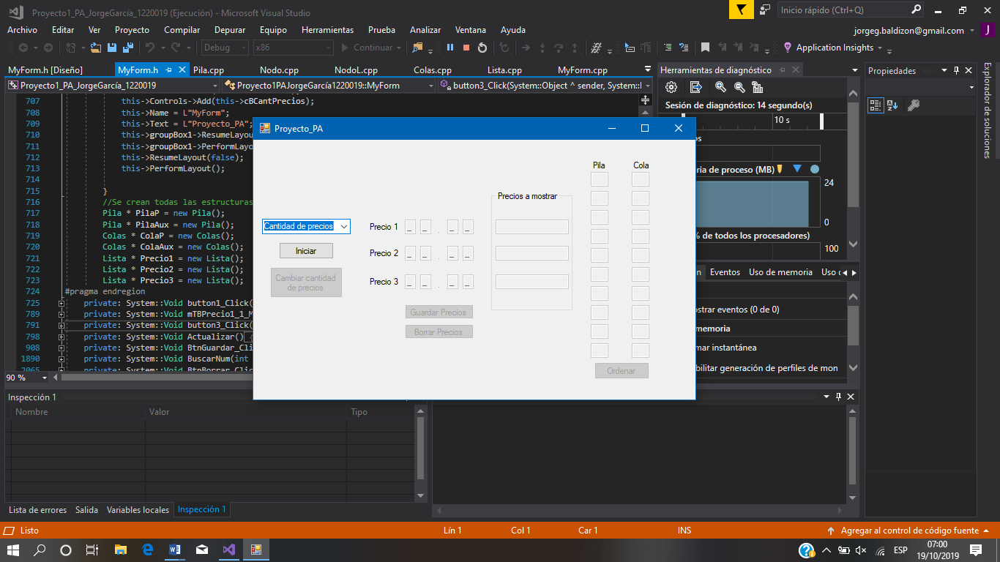 Proyecto1_PA_JorgeGarcía_1220019 (Ejecución) - Microsoft Visual Studio
Inicio rápido (Ctrl+Q)
Archivo Editar Ver Proyecto Compilar Depurar Equipo Herramientas Prueba Analizar Ventana Ayuda
jorgeg.baldizon@gmail.com J
Debug x86 Continuar Application Insights
MyForm.h [Diseño] MyForm.h Pila.cpp Nodo.cpp NodoL.cpp Colas.cpp Lista.cpp MyForm.cpp
Proyecto1_PA_JorgeGarcía_1220019 Proyecto1PAJorgeGarcía1220019::MyForm button3_Click(System::Object ^ sender, System::
707 this->Controls->Add(this->cBCantPrecios);
708 this->Name = L"MyForm";
709 this->Text = L"Proyecto_PA";
710 this->groupBox1->ResumeLayou
711 this->groupBox1->PerformLayo
712 this->ResumeLayout(false);
713 this->PerformLayout();
714
715 }
716 //Se crean todas las estructuras
717 Pila * PilaP = new Pila();
718 Pila * PilaAux = new Pila();
719 Colas * ColaP = new Colas();
720 Colas * ColaAux = new Colas();
721 Lista * Precio1 = new Lista();
722 Lista * Precio2 = new Lista();
723 Lista * Precio3 = new Lista();
724 #pragma endregion
725 private: System::Void button1_Click(
789 private: System::Void mTBPrecio1_1_M
791 private: System::Void button3_Click(
798 private: System::Void Actualizar() {
908 private: System::Void BtnGuardar_Cli
1890 private: System::Void BuscarNum(int
2065 private: System::Void BtnBorrar_Clic
90 %
Proyecto_PA
Cantidad de precios
Iniciar
Cambiar cantidad
de precios
Precio 1 _ _ . _ _
Precio 2 _ _ . _ _
Precio 3 _ _ . _ _
Guardar Precios
Borrar Precios
Precios a mostrar
Pila Cola
Ordenar
Herramientas de diagnóstico
Sesión de diagnóstico: 14 segundo(s)
10 s
os
ria de proceso (MB)
24
0
% de todos los procesadores)
100
n Eventos Uso de memoria Uso c
ostrar eventos (0 de 0)
memoria
mar instantánea
bilitar generación de perfiles de mon
Propiedades
Explorador de soluciones
Inspección 1
Nombre Valor Tipo
Lista de errores Salida Variables locales Inspección 1
Listo Lín 1 Col 1 Car 1 INS Agregar al control de código fuente
ESP
07:00
19/10/2019